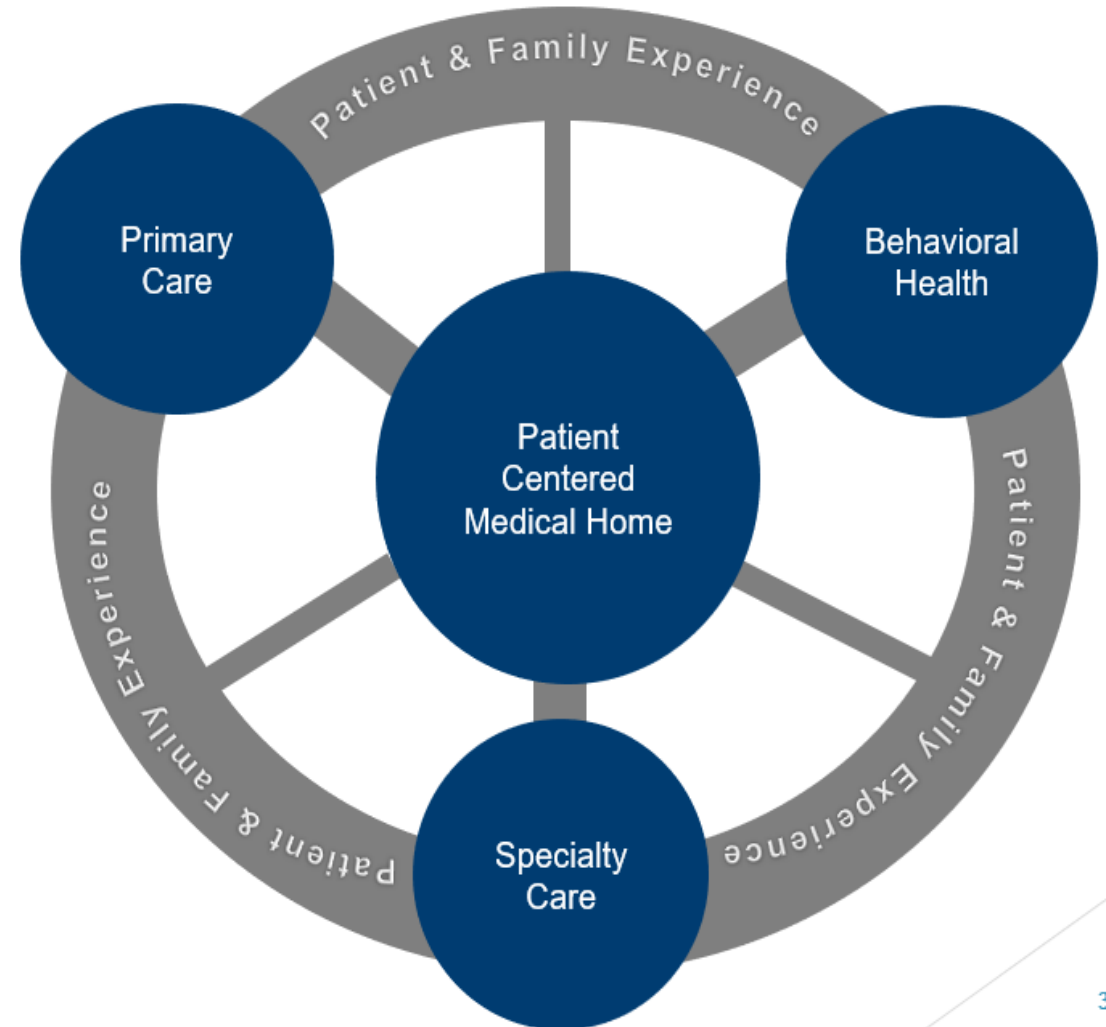 Patient & Family Experience
Primary
Care
Behavioral
Health
Patient
Centered
Medical Home
Patient & Family Experience
Patient & Family Experience
Specialty
Care
3